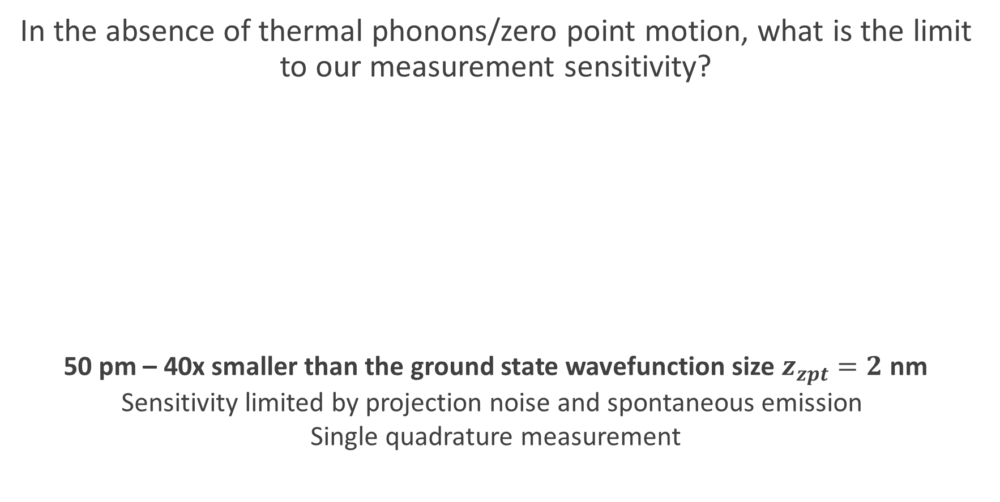 In the absence of thermal phonons/zero point motion, what is the limit
to our measurement sensitivity?
50 pm – 40x smaller than the ground state wavefunction size z_zpt = 2 nm
Sensitivity limited by projection noise and spontaneous emission
Single quadrature measurement